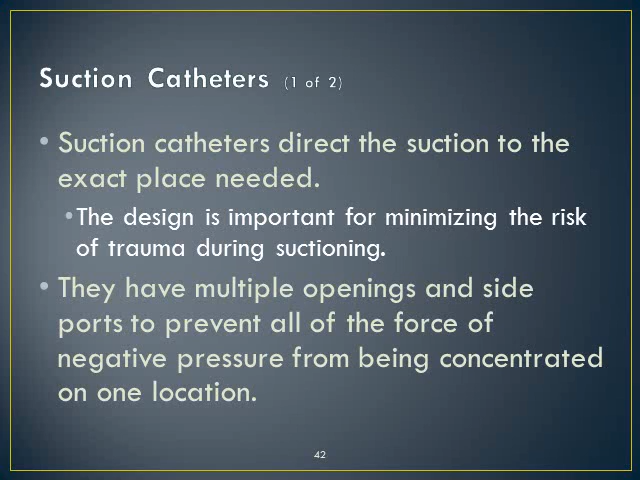 Suction Catheters (1 of 2)
• Suction catheters direct the suction to the
exact place needed.
•The design is important for minimizing the risk
of trauma during suctioning.
• They have multiple openings and side
ports to prevent all of the force of
negative pressure from being concentrated
on one location.
42